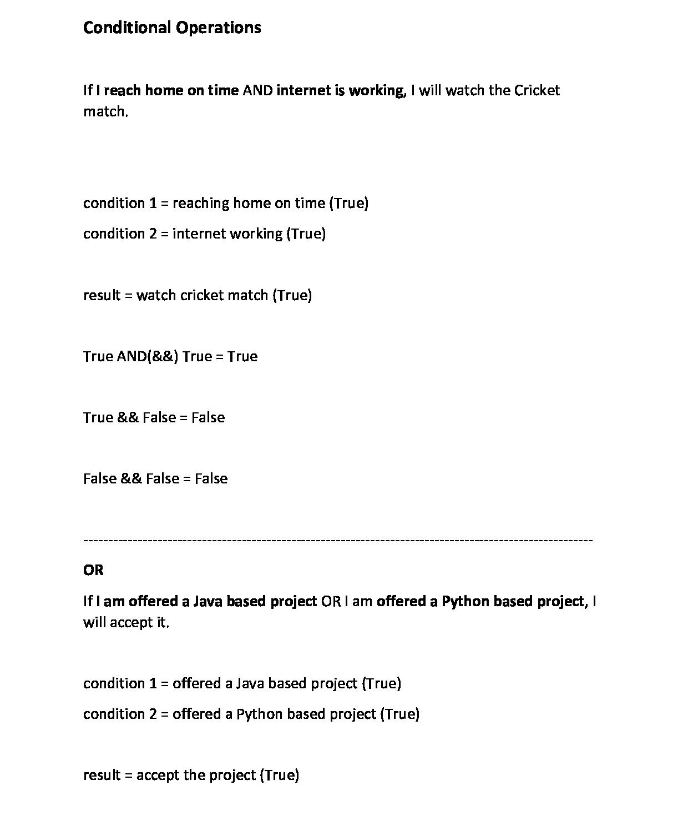 Conditional Operations
If I reach home on time AND internet is working, I will watch the Cricket
match.
condition 1 = reaching home on time (True)
condition 2 = internet working (True)
result = watch cricket match (True)
True AND(&&) True = True
True && False = False
False && False = False
------------------------------------------------------------------------------------------------------
OR
If I am offered a Java based project OR I am offered a Python based project, I
will accept it.
condition 1 = offered a Java based project (True)
condition 2 = offered a Python based project (True)
result = accept the project (True)